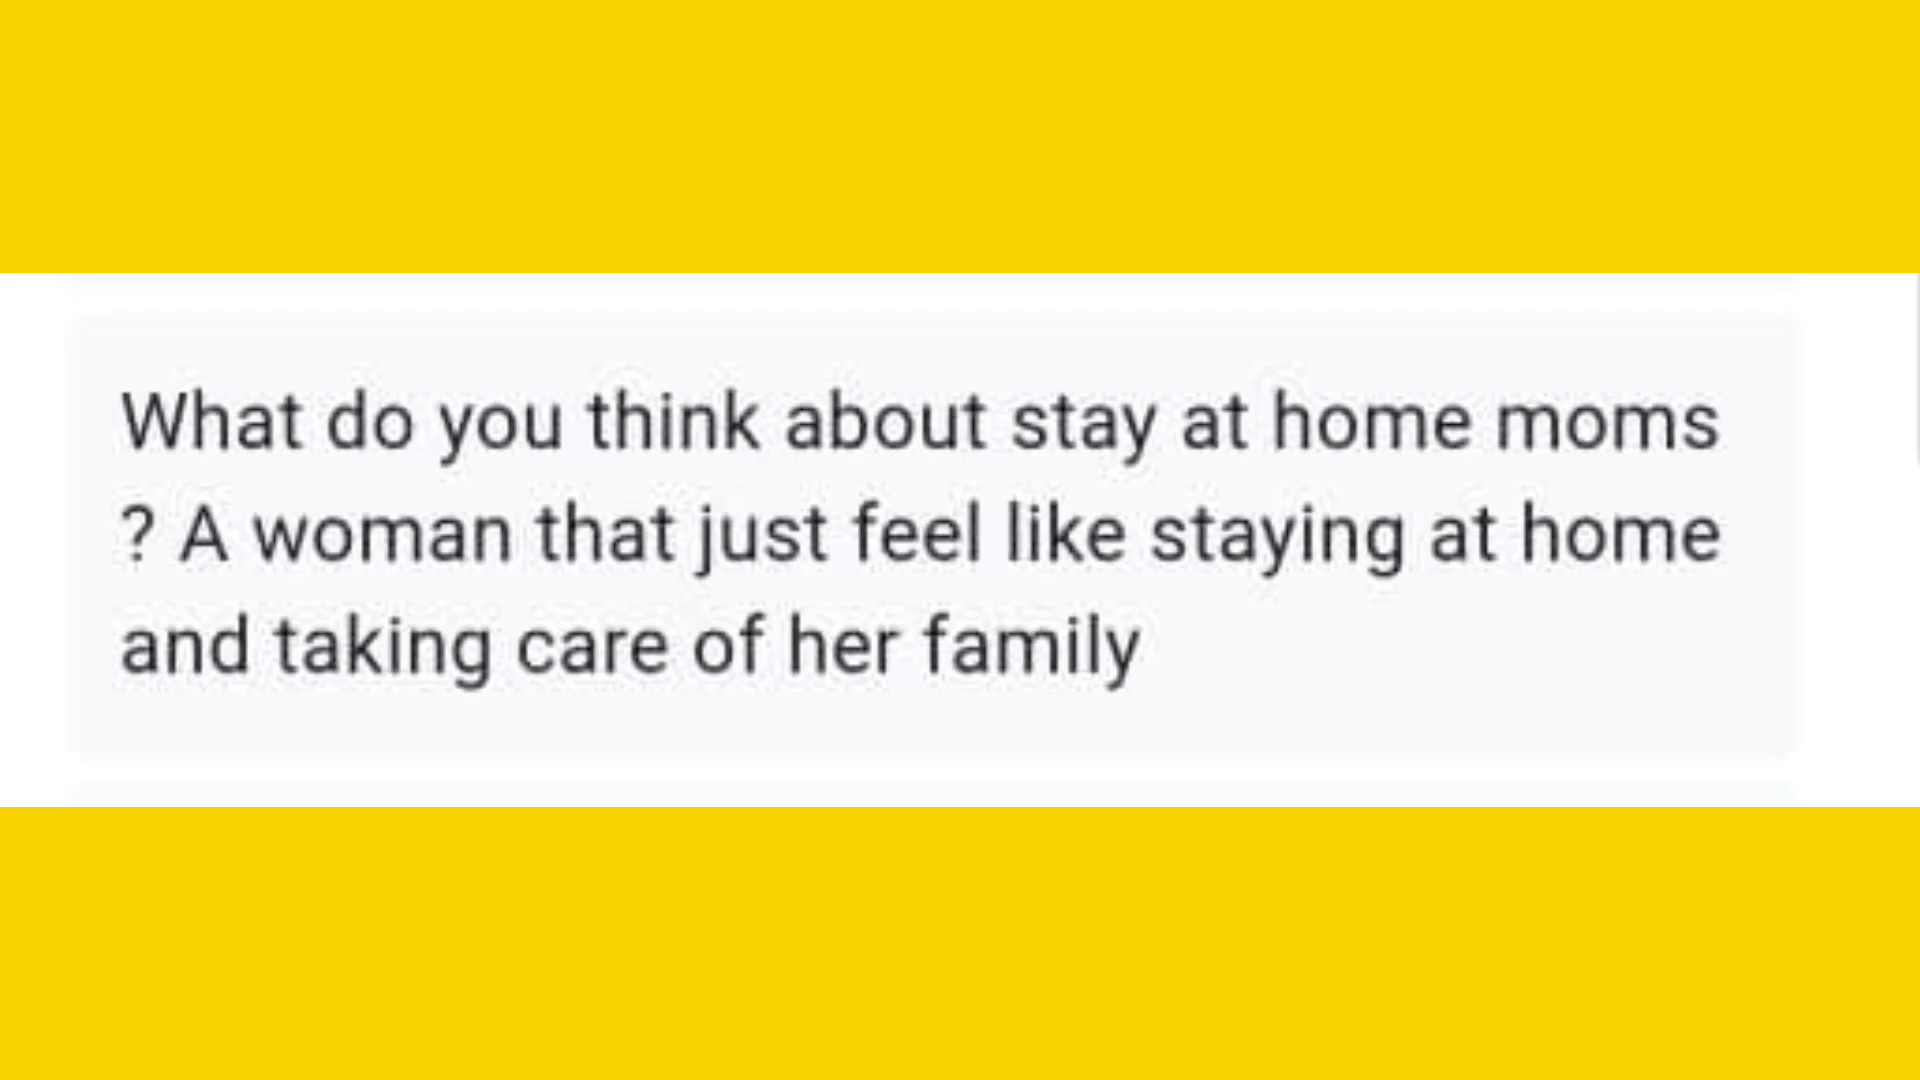 What do you think about stay at home moms
? A woman that just feel like staying at home
and taking care of her family